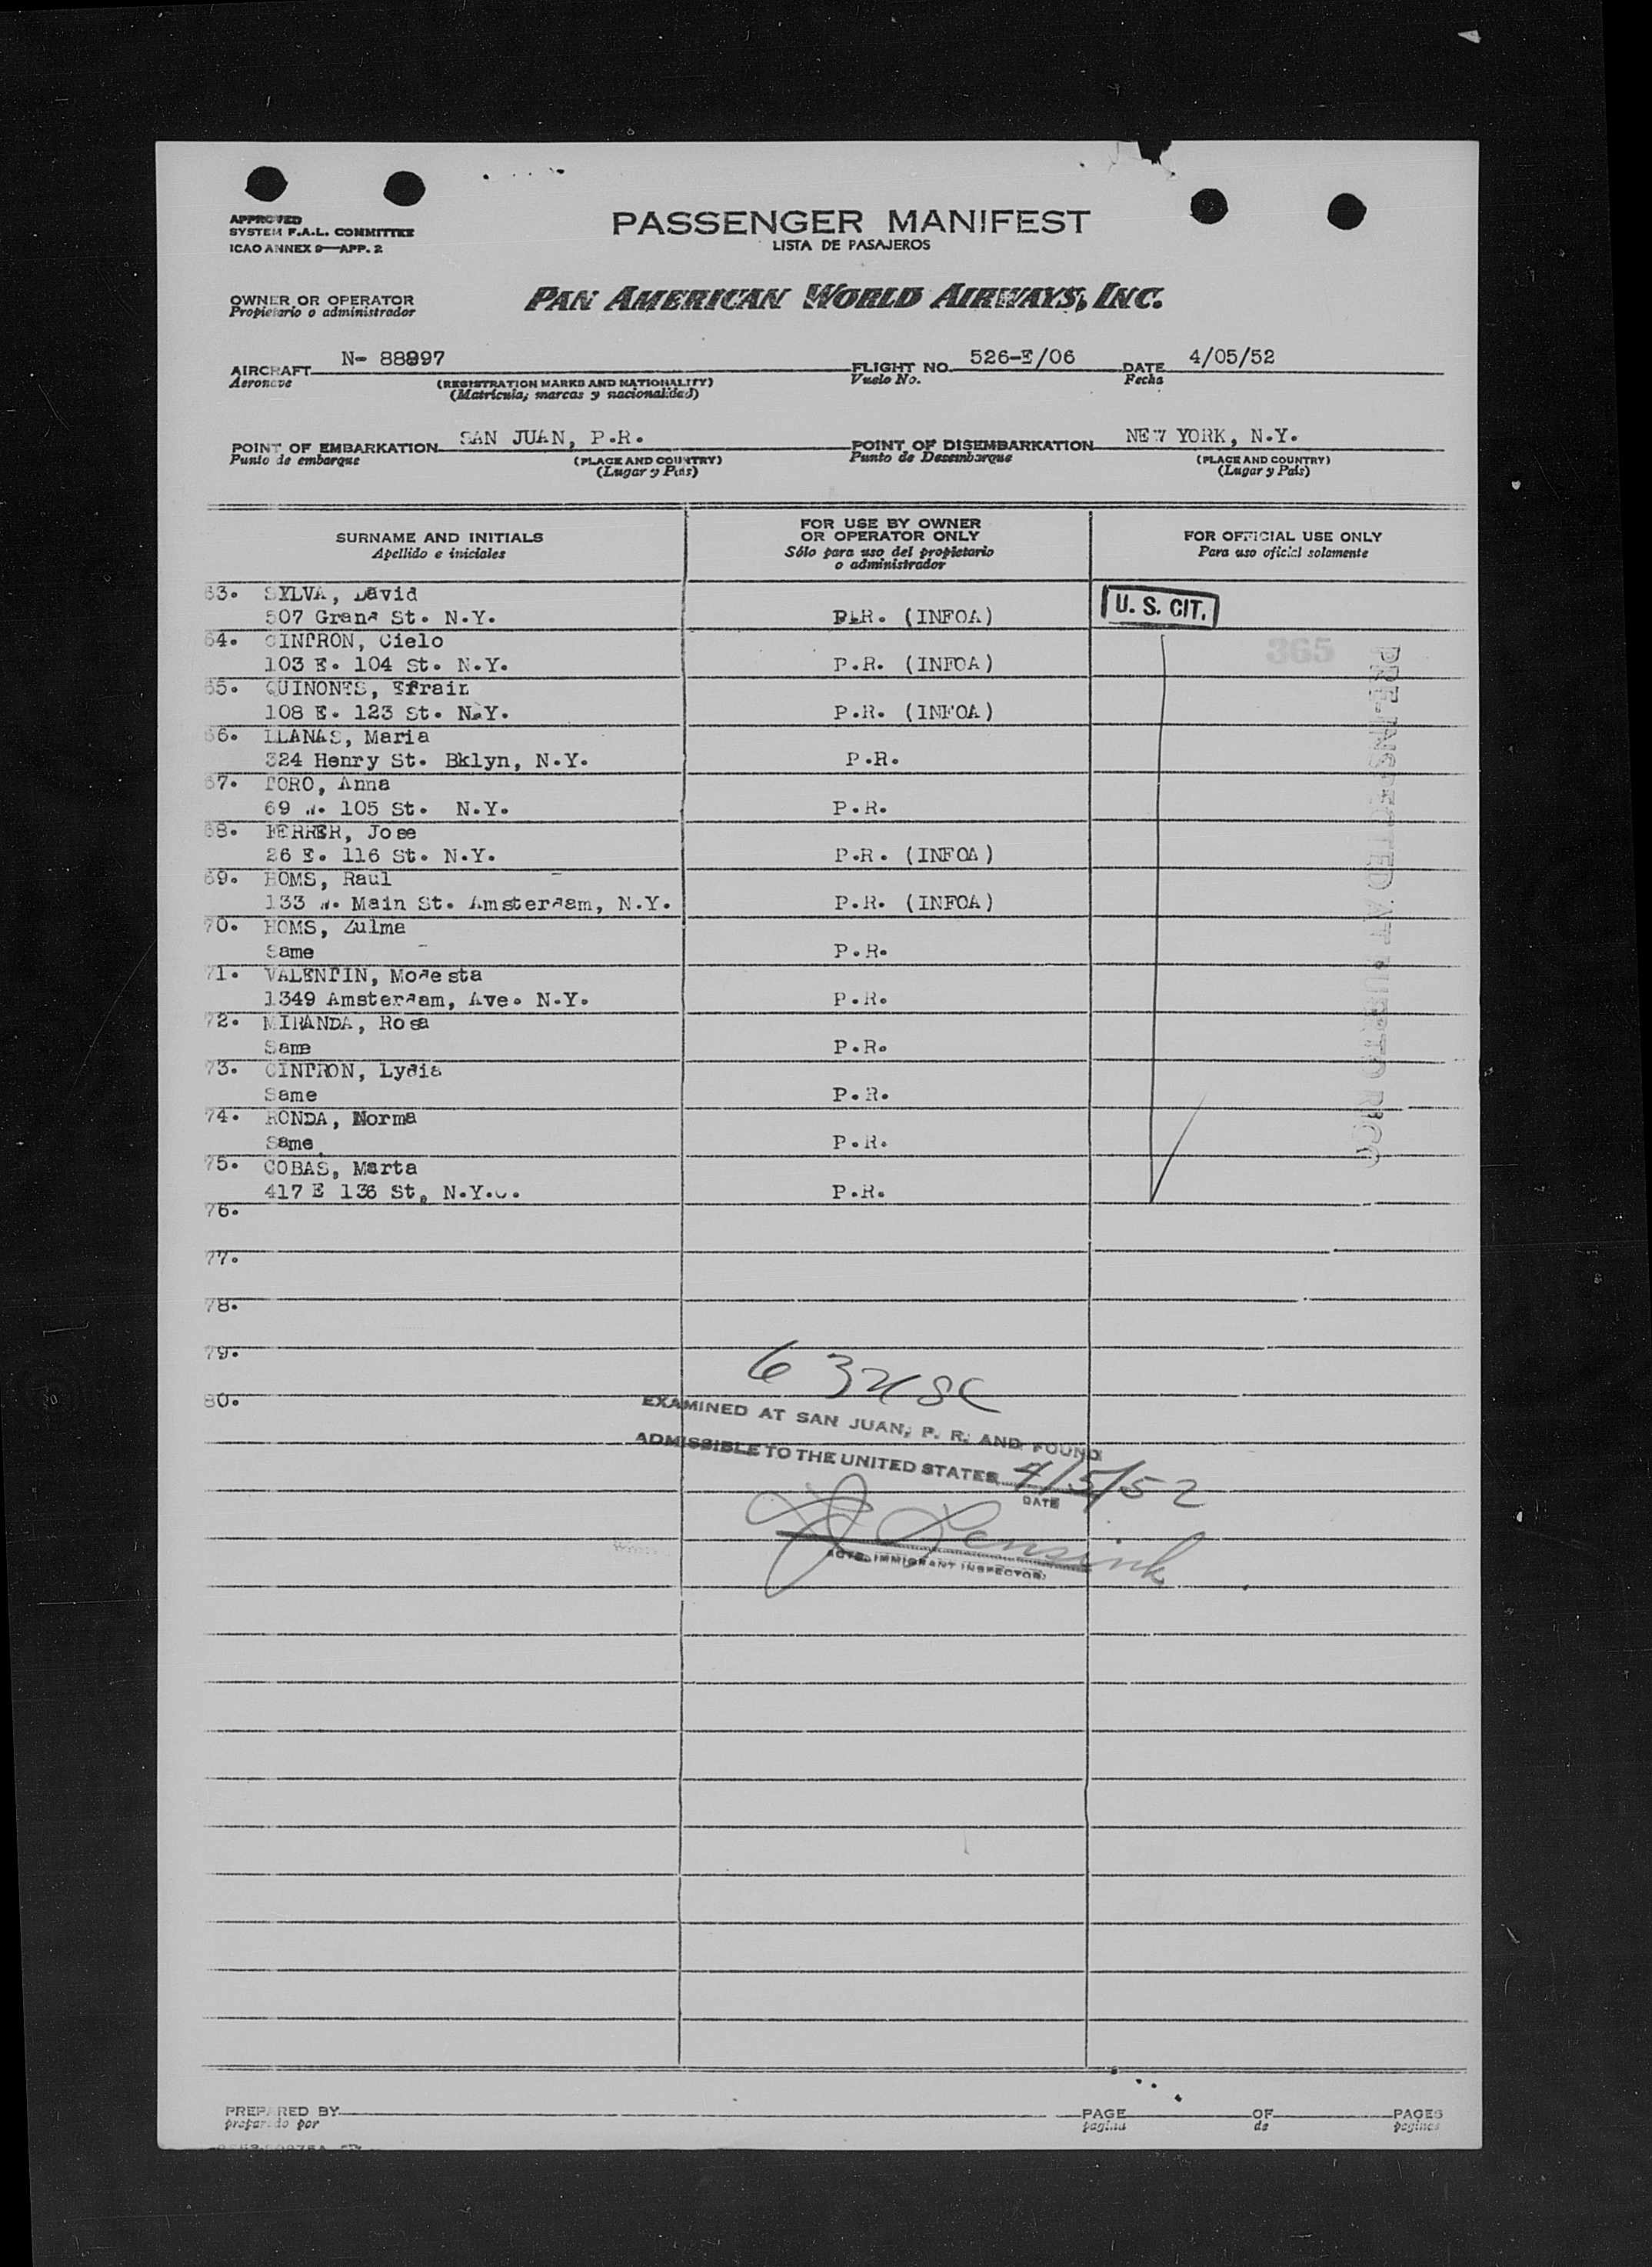 APPROVED
SYSTEM F.A.L. COMMITTEE
ICAO ANNEX 9—APP. 2
PASSENGER MANIFEST
LISTA DE PASAJEROS
OWNER OR OPERATOR
Propietario o administrador
PAN AMERICAN WORLD AIRWAYS, INC.
AIRCRAFT N- 88897 FLIGHT NO. 526-E/06 DATE 4/05/52
Aeronave (REGISTRATION MARKS AND NATIONALITY) Vuelo No. Fecha
(Matrícula, marcas y nacionalidad)
POINT OF EMBARKATION SAN JUAN, P.R. POINT OF DISEMBARKATION NEW YORK, N.Y.
Punto de embarque (PLACE AND COUNTRY) Punto de Desembarque (PLACE AND COUNTRY)
(Lugar y País) (Lugar y País)
SURNAME AND INITIALS
Apellido e iniciales
FOR USE BY OWNER
OR OPERATOR ONLY
Sólo para uso del propietario
o administrador
FOR OFFICIAL USE ONLY
Para uso oficial solamente
63. SYLVA, David
507 Grand St. N.Y. P.R. (INFOA) U. S. CIT.
64. CINTRON, Cielo
103 E. 104 St. N.Y. P.R. (INFOA) 365
65. QUINONES, Efrain
108 E. 123 St. N.Y. P.R. (INFOA)
66. LLANAS, Maria
324 Henry St. Bklyn, N.Y. P.R.
67. TORO, Anna
69 W. 105 St. N.Y. P.R.
68. FERRER, Jose
26 E. 116 St. N.Y. P.R. (INFOA)
69. HOMS, Raul
133 W. Main St. Amsterdam, N.Y. P.R. (INFOA)
70. HOMS, Zulma
Same P.R.
71. VALENTIN, Modesta
1349 Amsterdam, Ave. N.Y. P.R.
72. MIRANDA, Rosa
Same P.R.
73. CINTRON, Lydia
Same P.R.
74. RONDA, Norma
Same P.R.
75. COBAS, Marta
417 E 136 St, N.Y.C. P.R.
PRE-INSPECTED AT PUERTO RICO
76.
77.
78.
79.
80.
EXAMINED AT SAN JUAN, P. R. AND FOUND
ADMISSIBLE TO THE UNITED STATES 4/5/52
DATE
ACTG. IMMIGRANT INSPECTOR
PREPARED BY PAGE OF PAGES
preparado por pagina de paginas